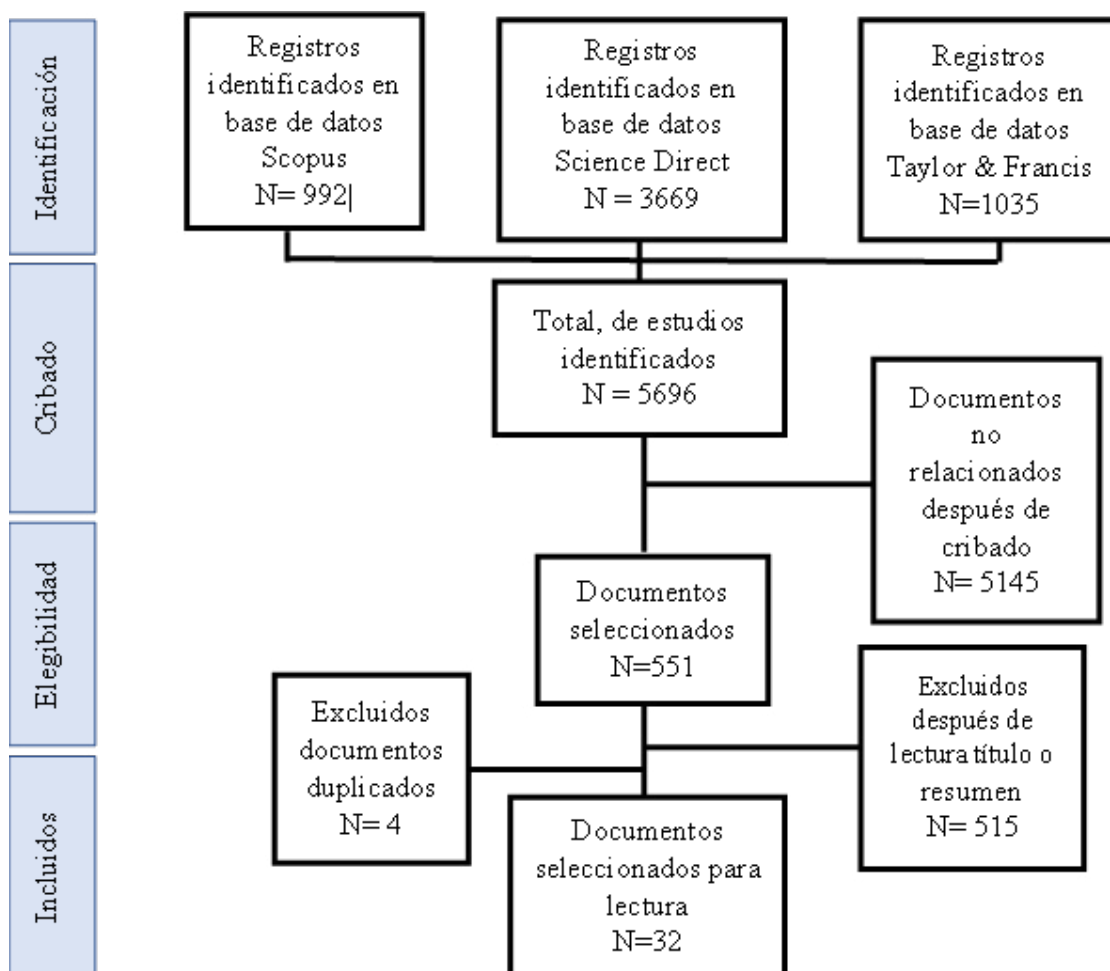 Identificación
Registros
identificados en
base de datos
Scopus
N= 992|
Registros
identificados en
base de datos
Science Direct
N = 3669
Registros
identificados en
base de datos
Taylor & Francis
N=1035
Cribado
Total, de estudios
identificados
N = 5696
Documentos
no
relacionados
después de
cribado
N= 5145
Elegibilidad
Documentos
seleccionados
N=551
Excluidos
documentos
duplicados
N= 4
Excluidos
después de
lectura título o
resumen
N= 515
Incluidos
Documentos
seleccionados para
lectura
N=32